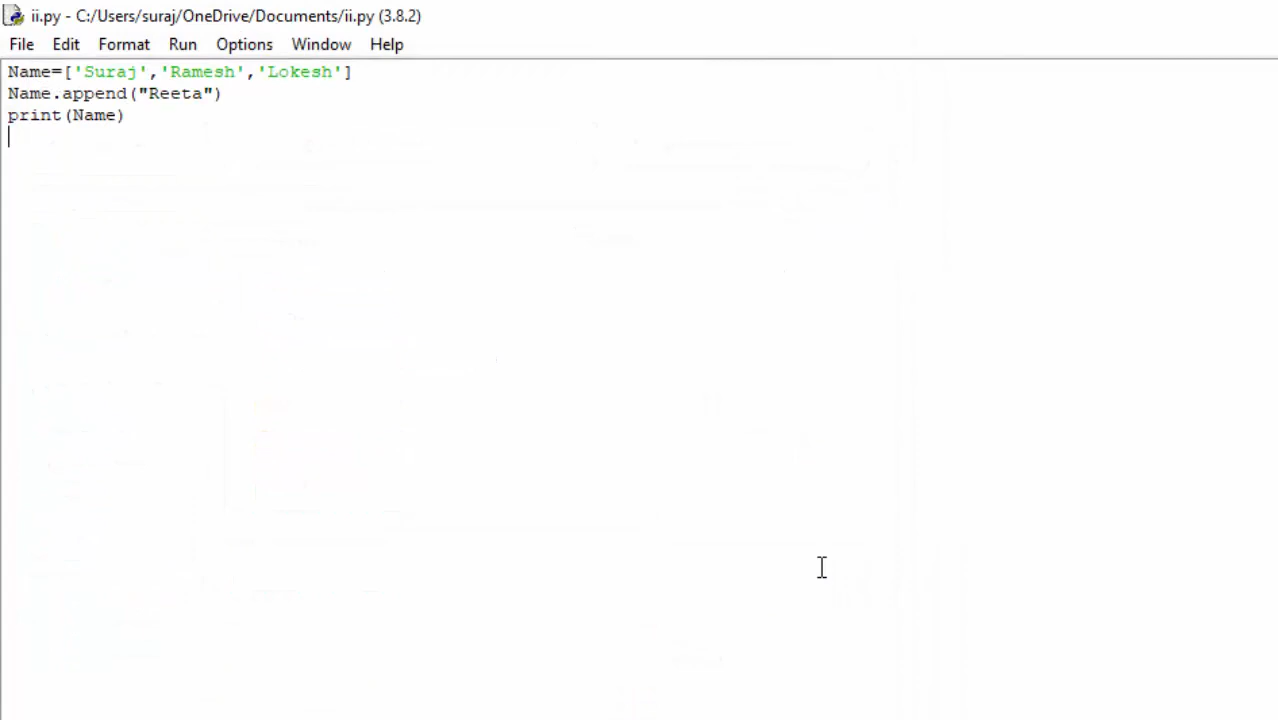 ii.py - C:/Users/suraj/OneDrive/Documents/ii.py (3.8.2)
File Edit Format Run Options Window Help
Name=['Suraj','Ramesh','Lokesh']
Name.append("Reeta")
print(Name)